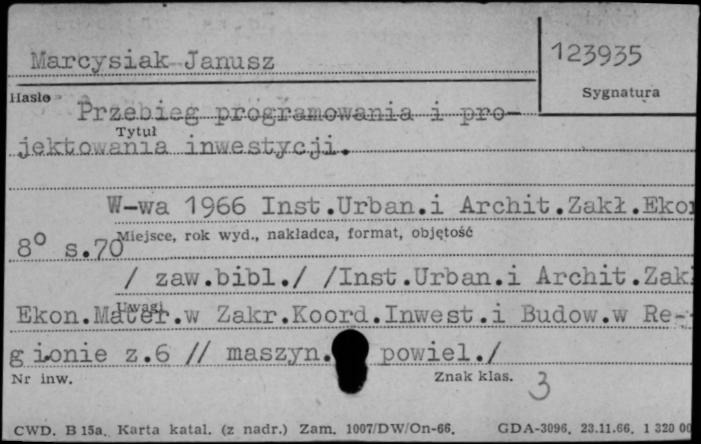 Marcysiak Janusz
123935
Hasło
Sygnatura
Przebieg programowania i pro-
Tytuł
jektowania inwestycji.
W-wa 1966 Inst.Urban.i Archit.Zakł.Ekon
Miejsce, rok wyd., nakładca, format, objętość
8° s.70
/ zaw.bibl./ /Inst.Urban.i Archit.Zakł
Uwagi
Ekon.Mater.w Zakr.Koord.Inwest.i Budow.w Re-
gionie z.6 // maszyn. powiel./
Nr inw.
Znak klas. 3
CWD. B 15a. Karta katal. (z nadr.) Zam. 1007/DW/On-66. GDA-3096. 23.11.66. 1 320 00